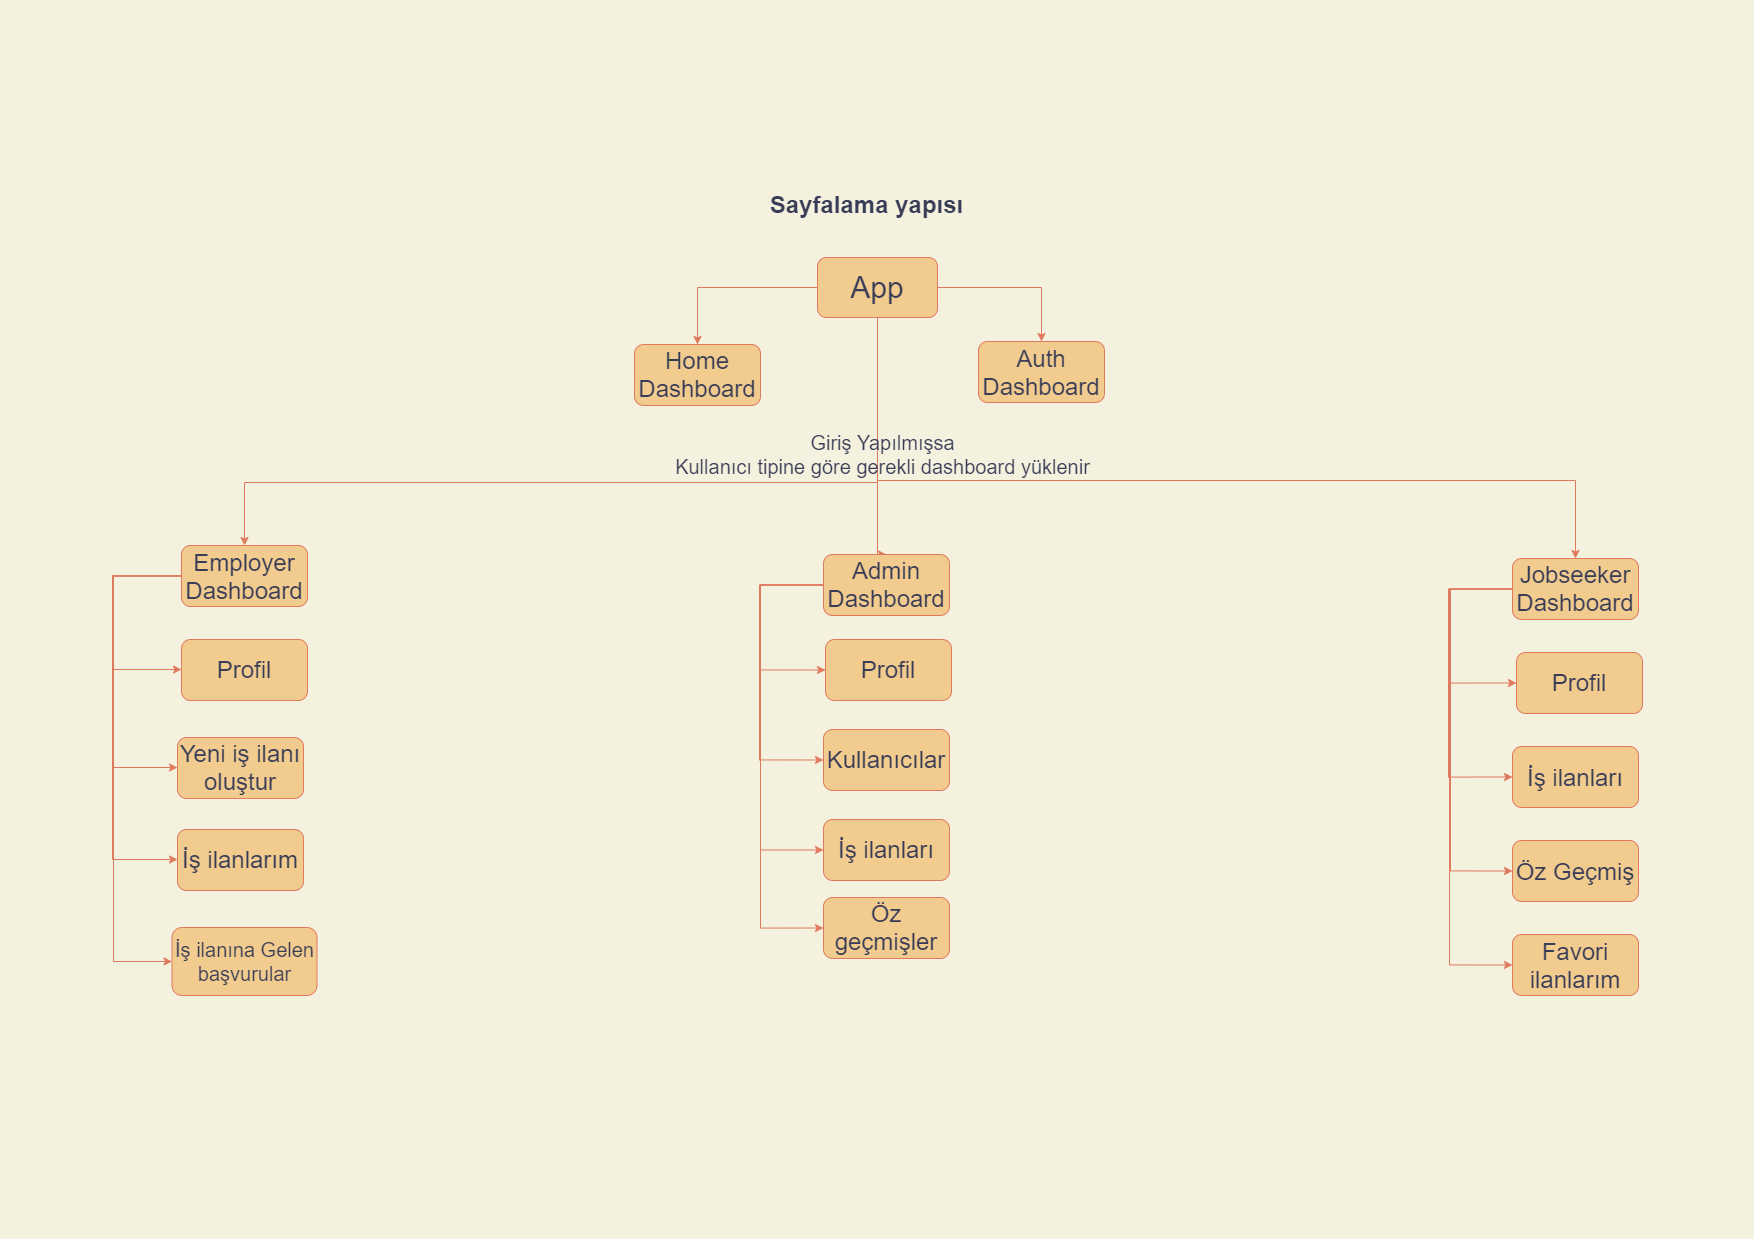 Sayfalama yapısı
App
Home
Dashboard
Auth
Dashboard
Giriş Yapılmışsa
Kullanıcı tipine göre gerekli dashboard yüklenir
Employer
Dashboard
Profil
Yeni iş ilanı
oluştur
İş ilanlarım
İş ilanına Gelen
başvurular
Admin
Dashboard
Profil
Kullanıcılar
İş ilanları
Öz
geçmişler
Jobseeker
Dashboard
Profil
İş ilanları
Öz Geçmiş
Favori
ilanlarım